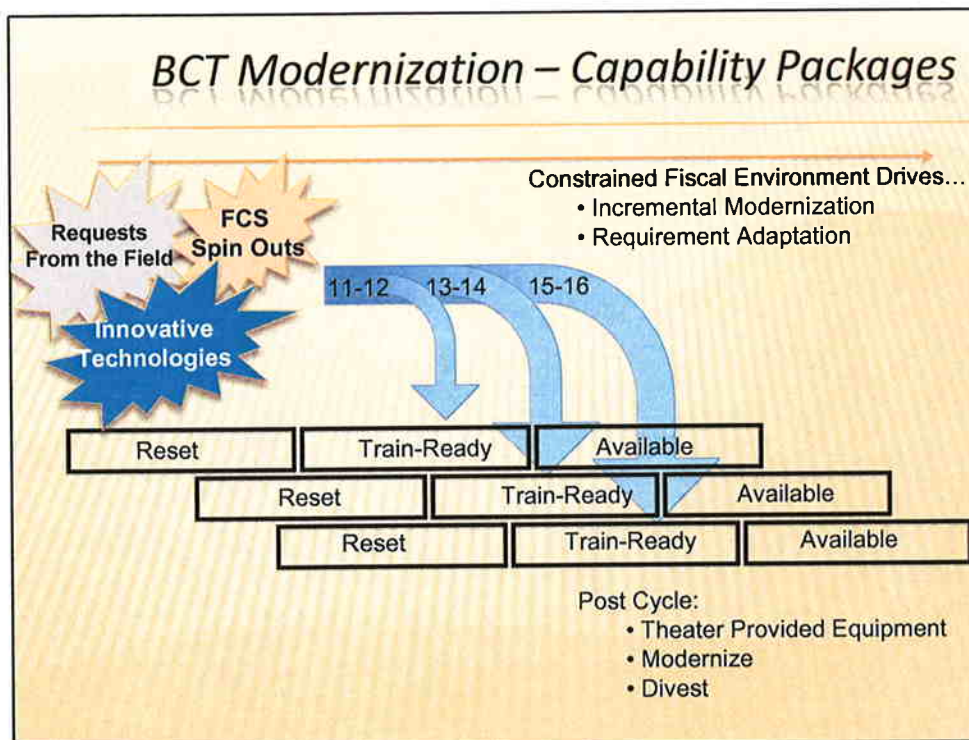 BCT Modernization – Capability Packages
Constrained Fiscal Environment Drives...
• Incremental Modernization
• Requirement Adaptation
Requests
From the Field
FCS
Spin Outs
Innovative
Technologies
11-12 13-14 15-16
Reset Train-Ready Available
Reset Train-Ready Available
Reset Train-Ready Available
Post Cycle:
• Theater Provided Equipment
• Modernize
• Divest